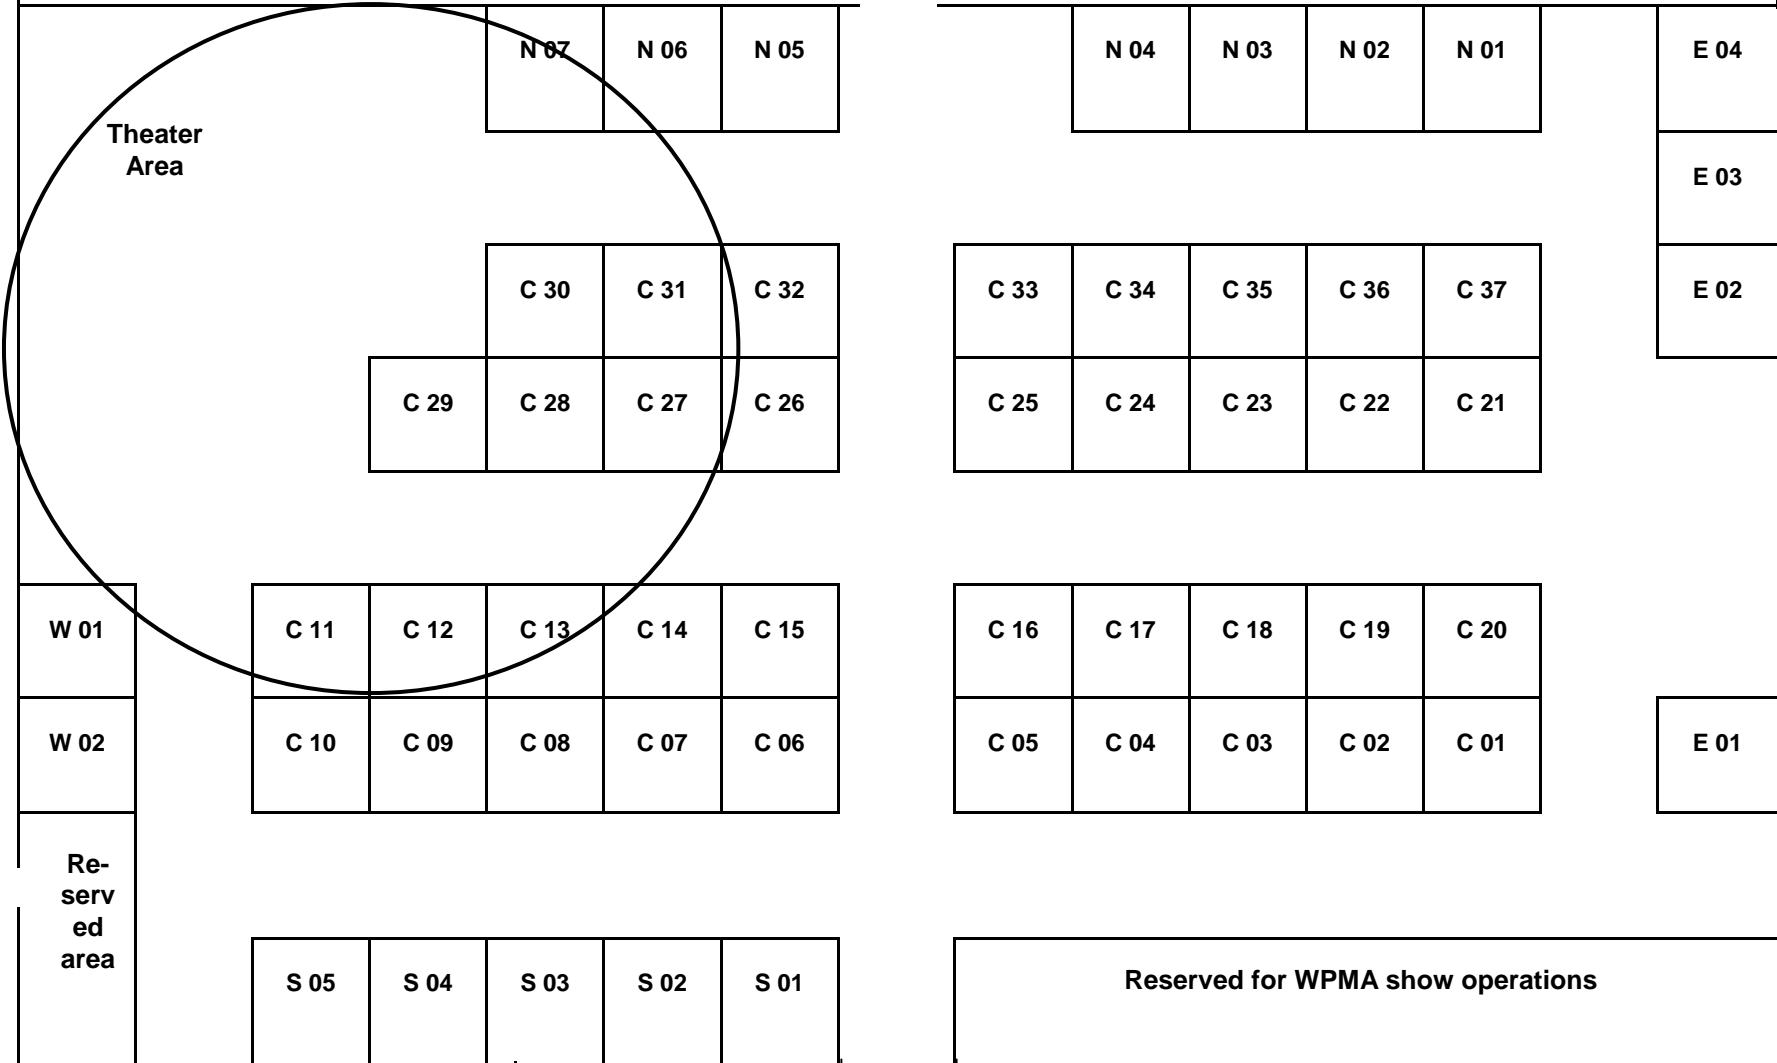 N 07 N 06 N 05 N 04 N 03 N 02 N 01 E 04
Theater
Area
E 03
C 30 C 31 C 32 C 33 C 34 C 35 C 36 C 37 E 02
C 29 C 28 C 27 C 26 C 25 C 24 C 23 C 22 C 21
W 01 C 11 C 12 C 13 C 14 C 15 C 16 C 17 C 18 C 19 C 20
W 02 C 10 C 09 C 08 C 07 C 06 C 05 C 04 C 03 C 02 C 01 E 01
Re-
serv
ed
area
S 05 S 04 S 03 S 02 S 01 Reserved for WPMA show operations